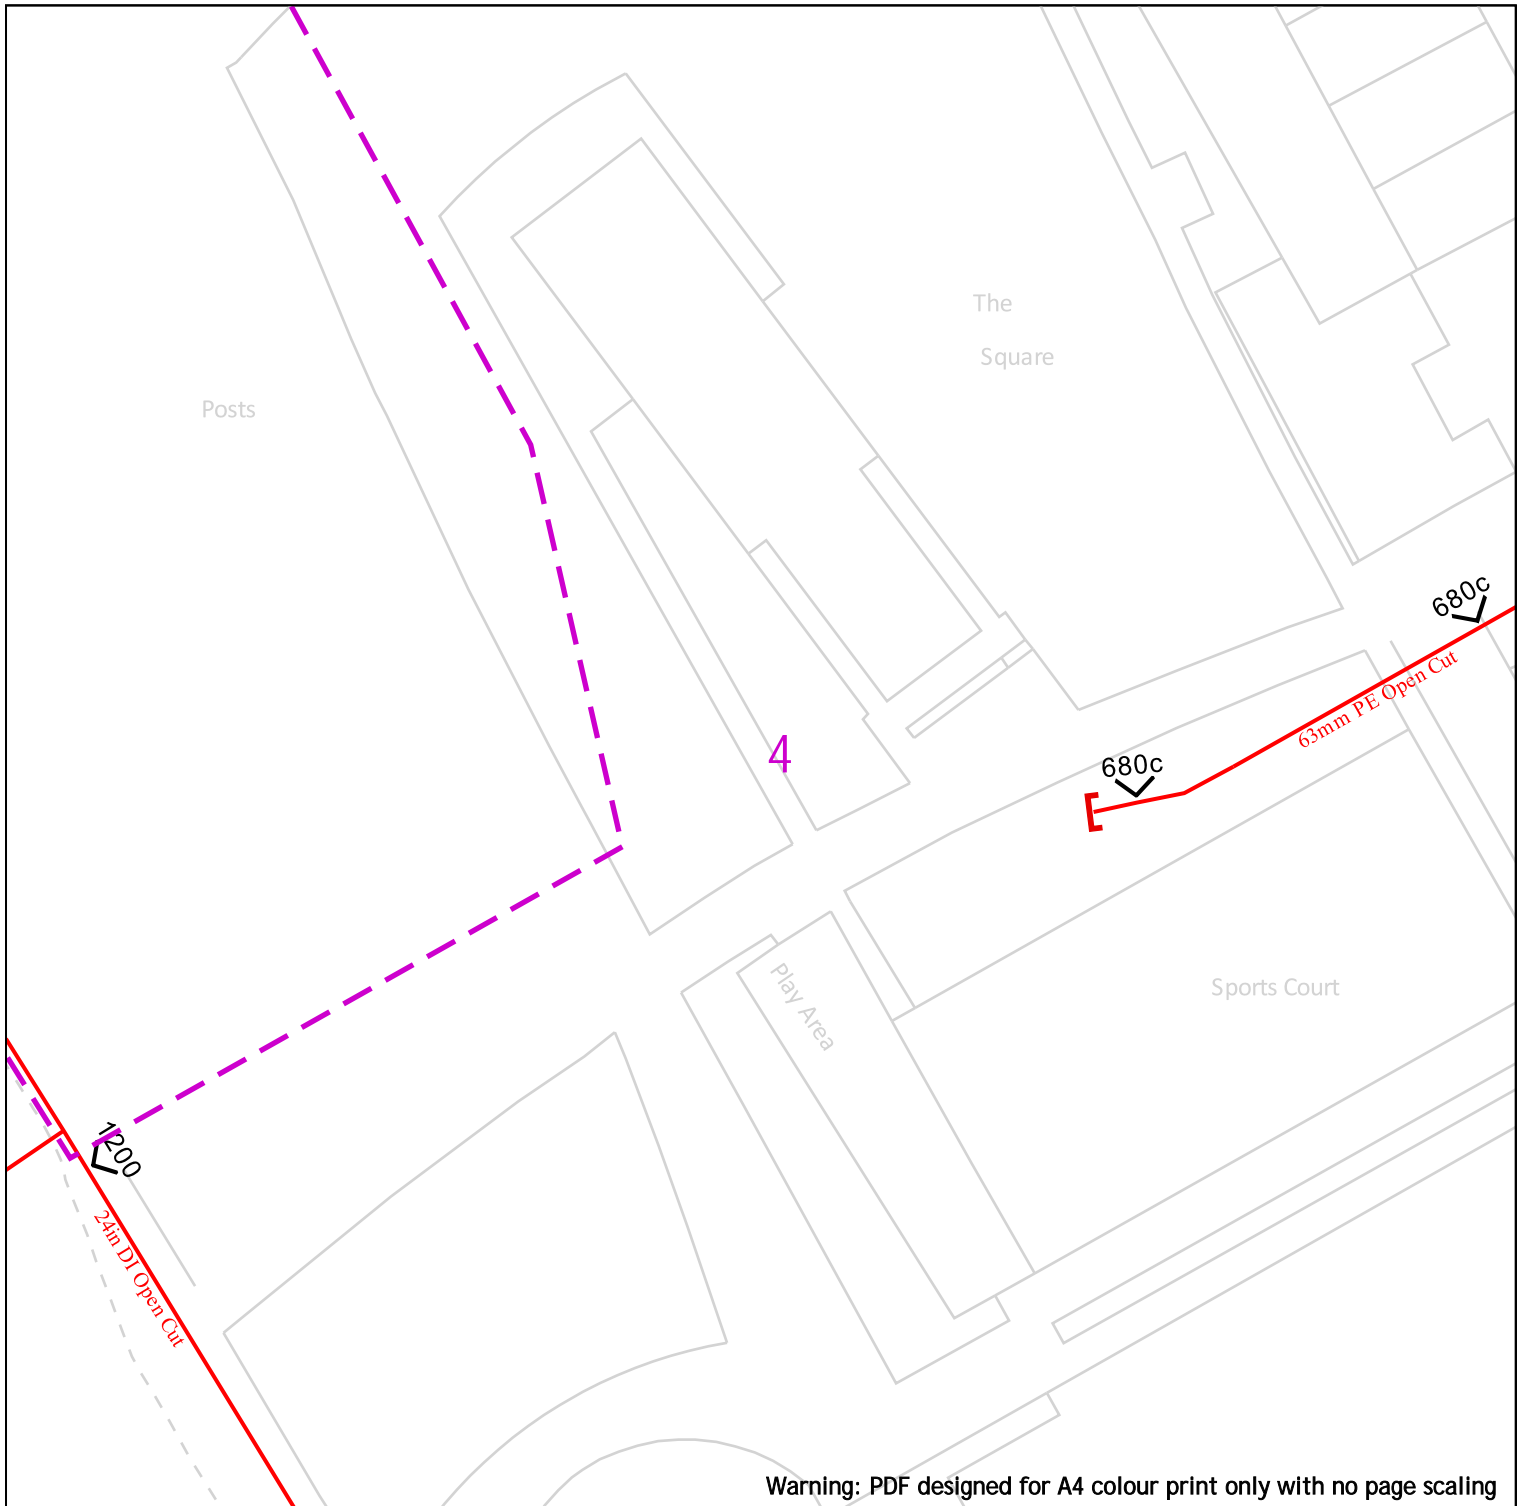 The
Square
Posts
680c
63mm PE Open Cut
4
680c
Play Area
Sports Court
1200
24in DI Open Cut
Warning: PDF designed for A4 colour print only with no page scaling